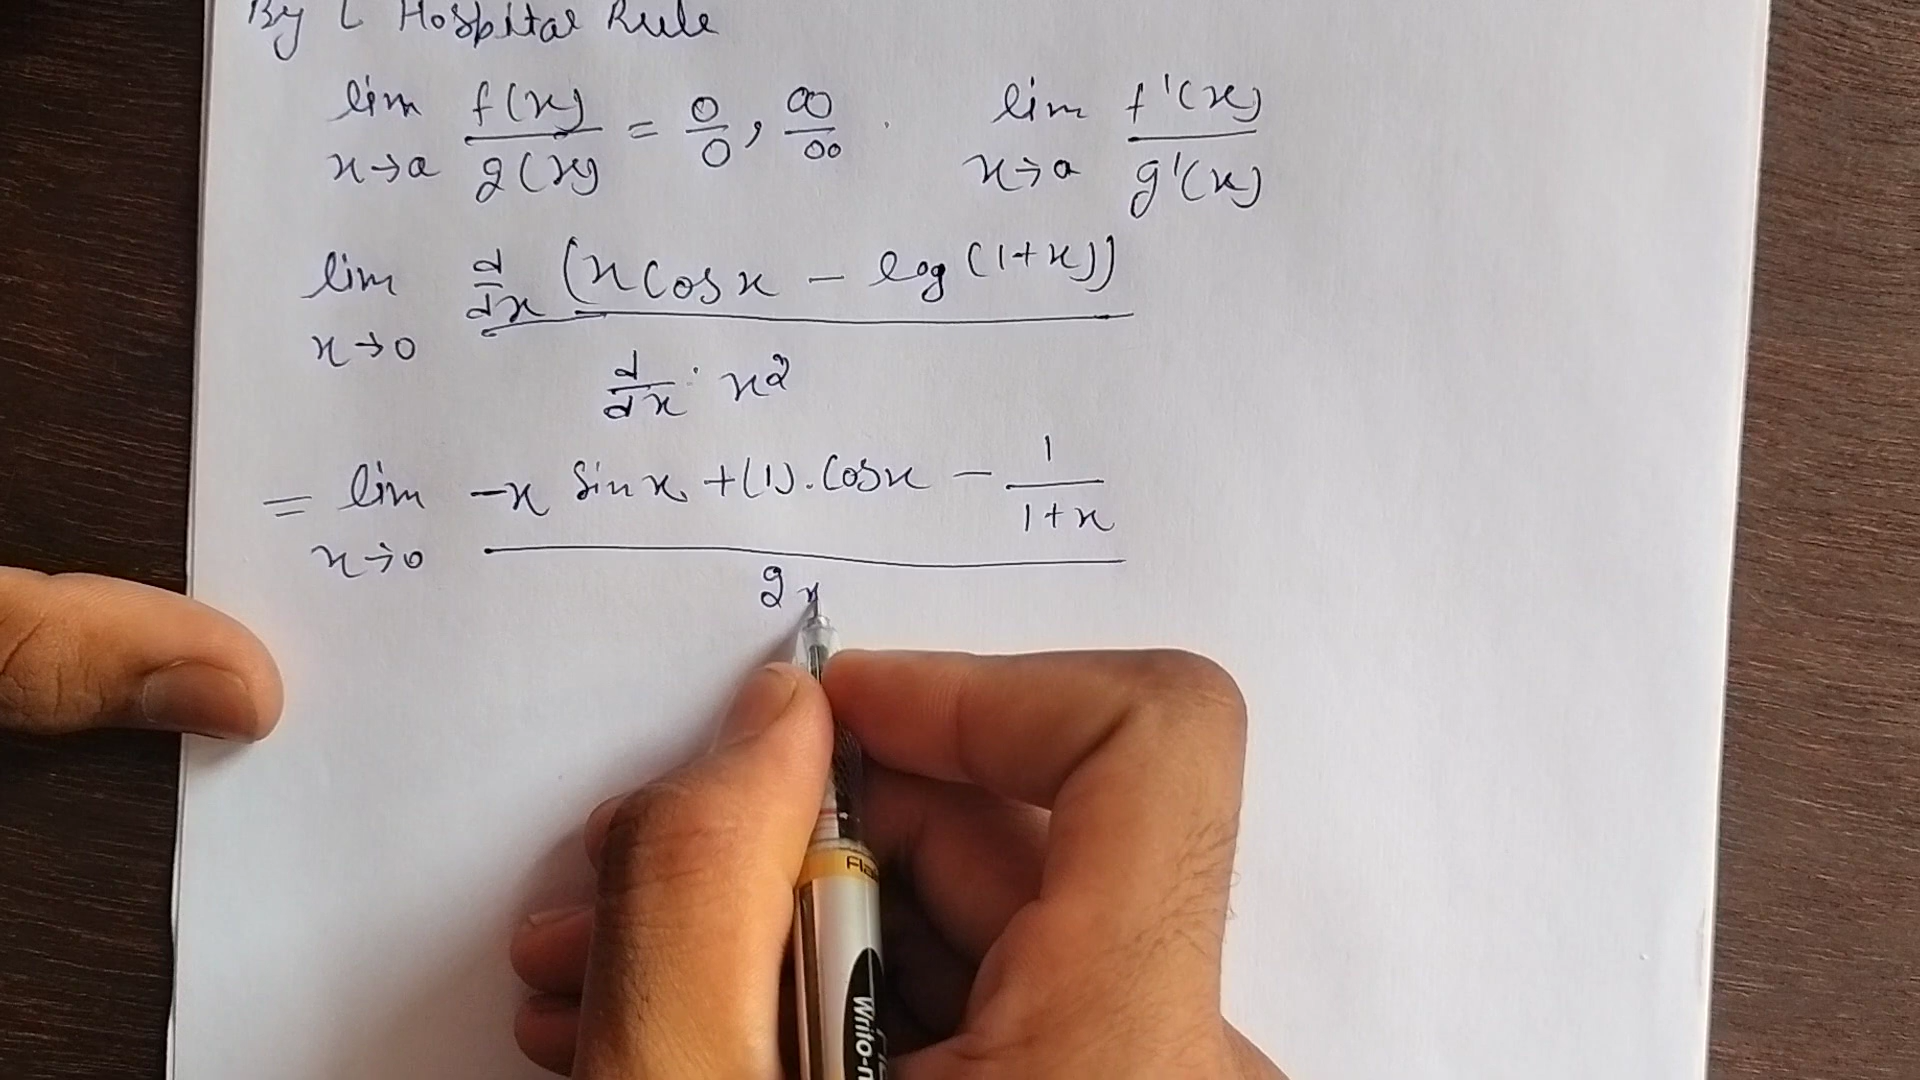 By L Hospital Rule
lim x→a f(x)/g(x) = 0/0, ∞/∞ . lim x→a f'(x)/g'(x)
lim x→0 d/dx (x cos x - log(1+x)) / d/dx . x²
= lim x→0 -x sin x + (1). cos x - 1/(1+x) / 2x
Writo-